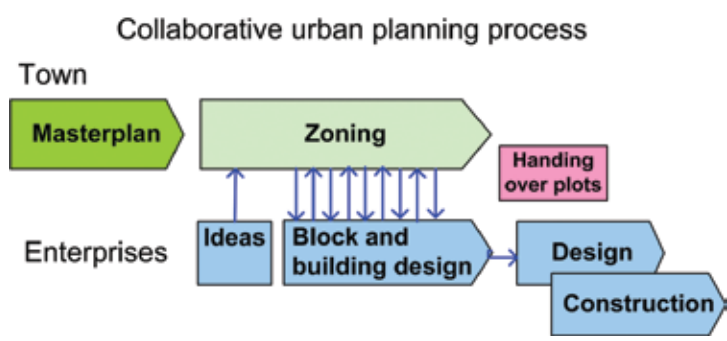 Collaborative urban planning process
Town
Masterplan
Zoning
Handing
over plots
Enterprises
Ideas
Block and
building design
Design
Construction